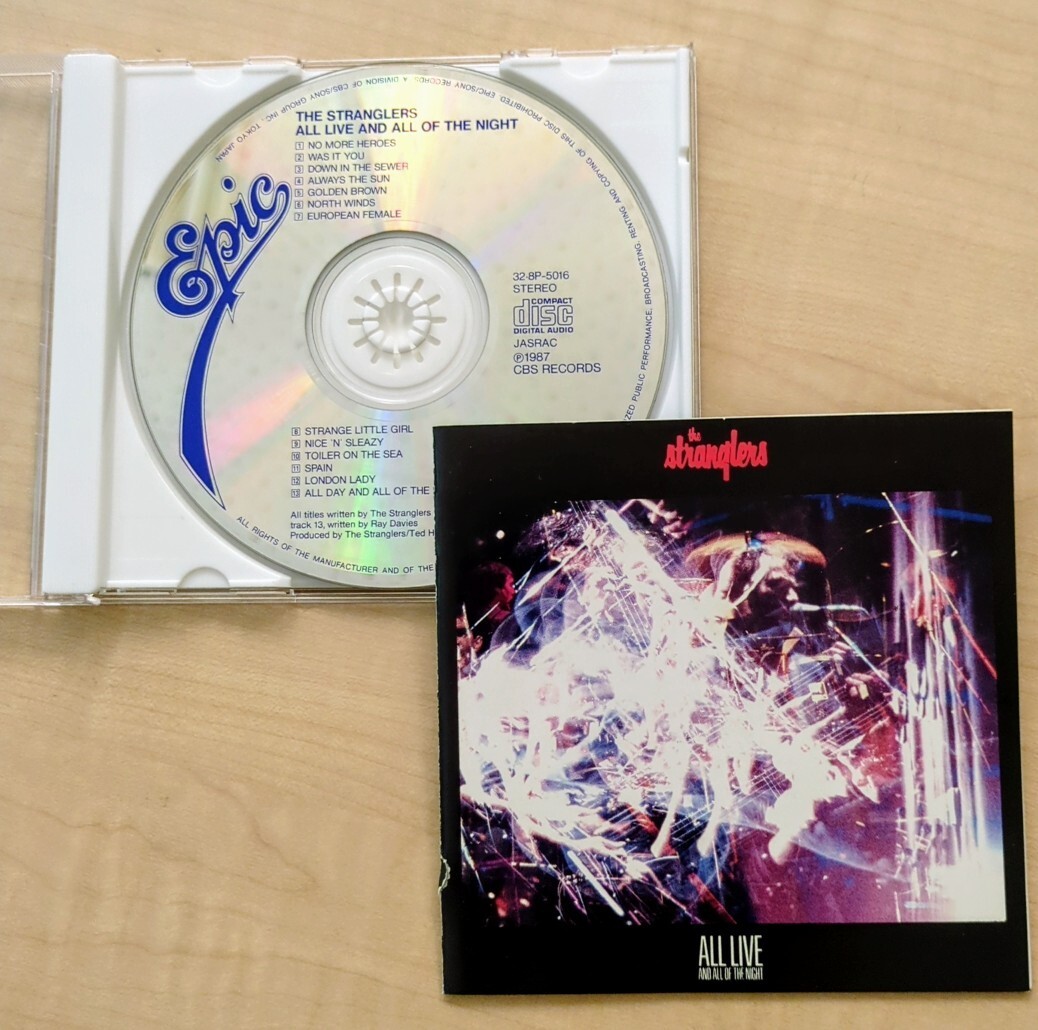 THE STRANGLERS
ALL LIVE AND ALL OF THE NIGHT
1 NO MORE HEROES
2 WAS IT YOU
3 DOWN IN THE SEWER
4 ALWAYS THE SUN
5 GOLDEN BROWN
6 NORTH WINDS
7 EUROPEAN FEMALE
Epic
32·8P-5016
STEREO
COMPACT
disc
DIGITAL AUDIO
JASRAC
Ⓟ1987
CBS RECORDS
8 STRANGE LITTLE GIRL
9 NICE 'N' SLEAZY
10 TOILER ON THE SEA
11 SPAIN
12 LONDON LADY
13 ALL DAY AND ALL OF THE
All titles written by The Stranglers
track 13, written by Ray Davies
Produced by The Stranglers/Ted H
ALL RIGHTS OF THE MANUFACTURER AND OF THE
ZED PUBLIC PERFORMANCE, BROADCASTING, RENTING AND COPYING OF THIS DISC PROHIBITED. EPIC/SONY RECORDS A DIVISION OF CBS/SONY GROUP INC., TOKYO JAPAN
the
stranglers
ALL LIVE
AND ALL OF THE NIGHT